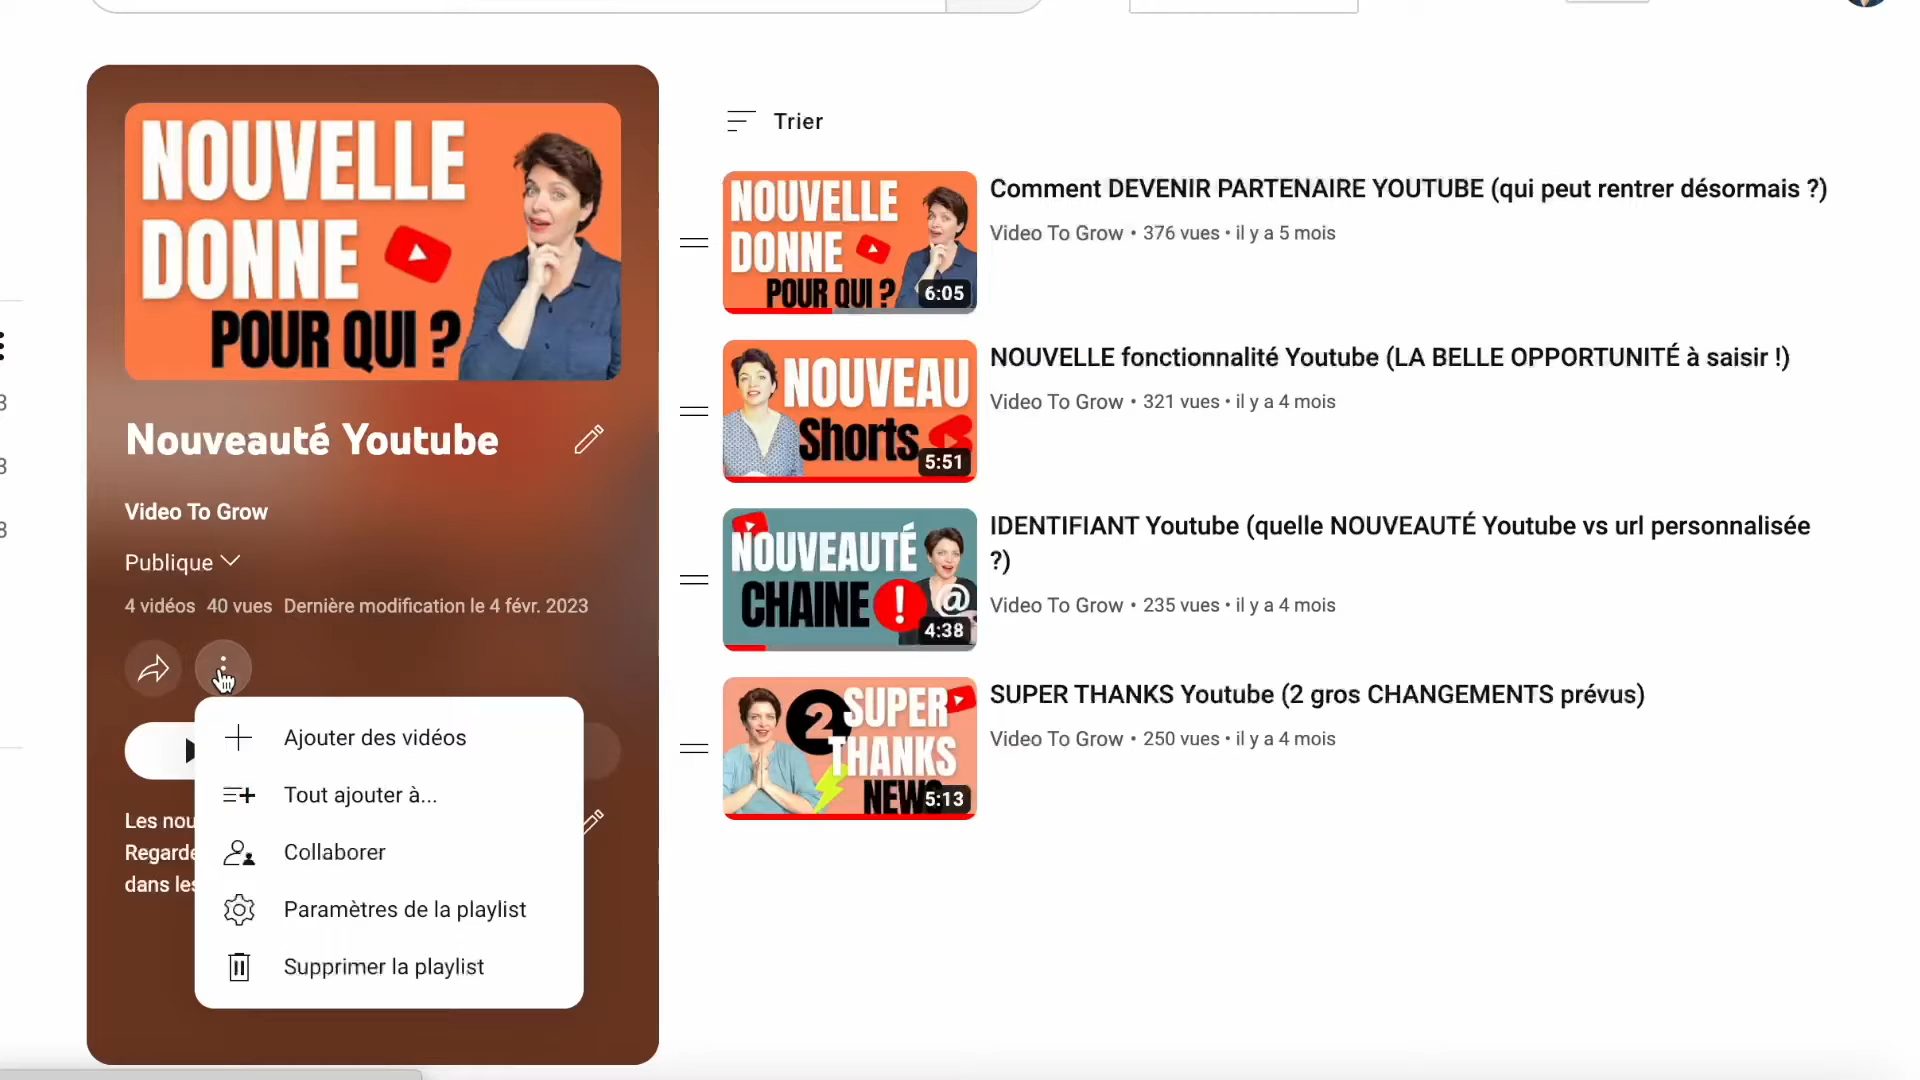 NOUVELLE
DONNE
POUR QUI ?
Nouveauté Youtube
Video To Grow
Publique
4 vidéos 40 vues Dernière modification le 4 févr. 2023
Les nou
Regarde
dans les
Ajouter des vidéos
Tout ajouter à...
Collaborer
Paramètres de la playlist
Supprimer la playlist
Trier
NOUVELLE
DONNE
POUR QUI ?
6:05
Comment DEVENIR PARTENAIRE YOUTUBE (qui peut rentrer désormais ?)
Video To Grow • 376 vues • il y a 5 mois
NOUVEAU
Shorts
5:51
NOUVELLE fonctionnalité Youtube (LA BELLE OPPORTUNITÉ à saisir !)
Video To Grow • 321 vues • il y a 4 mois
NOUVEAUTÉ
CHAINE ! @
4:38
IDENTIFIANT Youtube (quelle NOUVEAUTÉ Youtube vs url personnalisée
?)
Video To Grow • 235 vues • il y a 4 mois
2 SUPER
THANKS
NEWS
5:13
SUPER THANKS Youtube (2 gros CHANGEMENTS prévus)
Video To Grow • 250 vues • il y a 4 mois